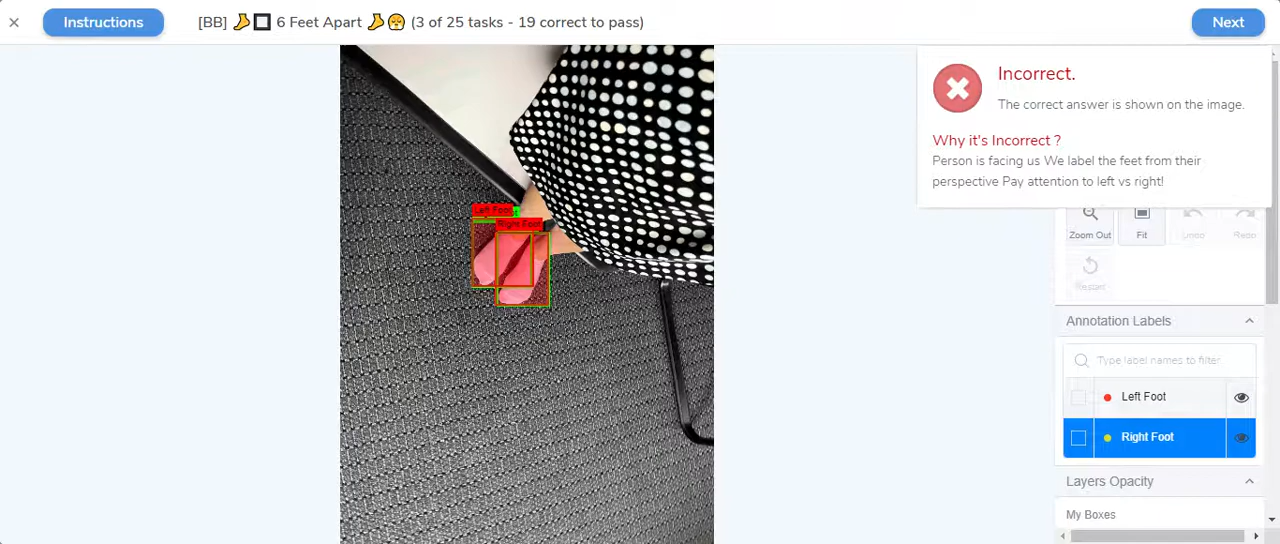 × Instructions [BB] 🦶🔲 6 Feet Apart 🦶😤 (3 of 25 tasks - 19 correct to pass) Next
Incorrect.
The correct answer is shown on the image.
Why it's Incorrect ?
Person is facing us We label the feet from their
perspective Pay attention to left vs right!
Left Foot
Right Foot
Zoom Out Fit Undo Redo
Restart
Annotation Labels
Type label names to filter
Left Foot
Right Foot
Layers Opacity
My Boxes